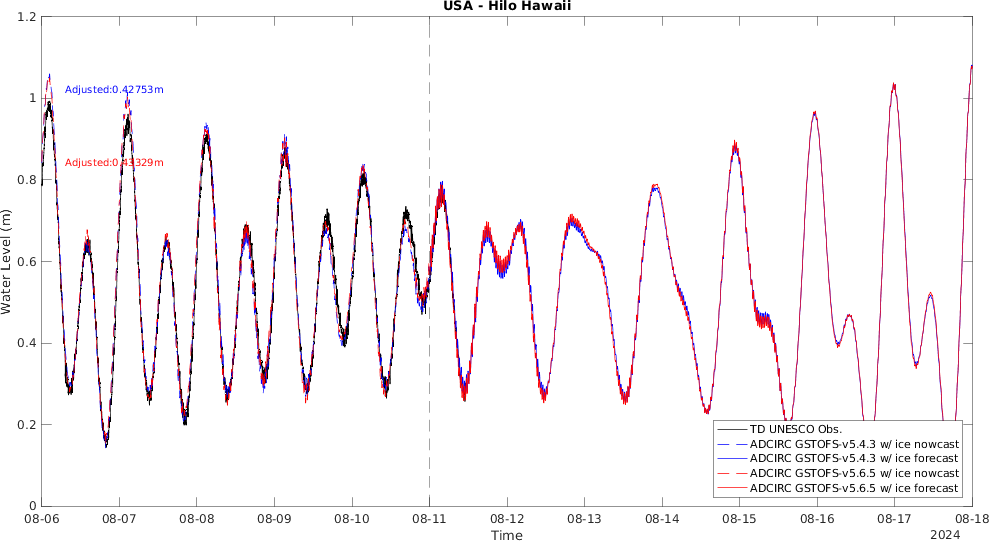 USA - Hilo Hawaii
1.2
1
0.8
0.6
0.4
0.2
0
Water Level (m)
Adjusted:0.42753m
Adjusted:0.43329m
TD UNESCO Obs.
ADCIRC GSTOFS-v5.4.3 w/ ice nowcast
ADCIRC GSTOFS-v5.4.3 w/ ice forecast
ADCIRC GSTOFS-v5.6.5 w/ ice nowcast
ADCIRC GSTOFS-v5.6.5 w/ ice forecast
08-06 08-07 08-08 08-09 08-10 08-11 08-12 08-13 08-14 08-15 08-16 08-17 08-18
Time
2024